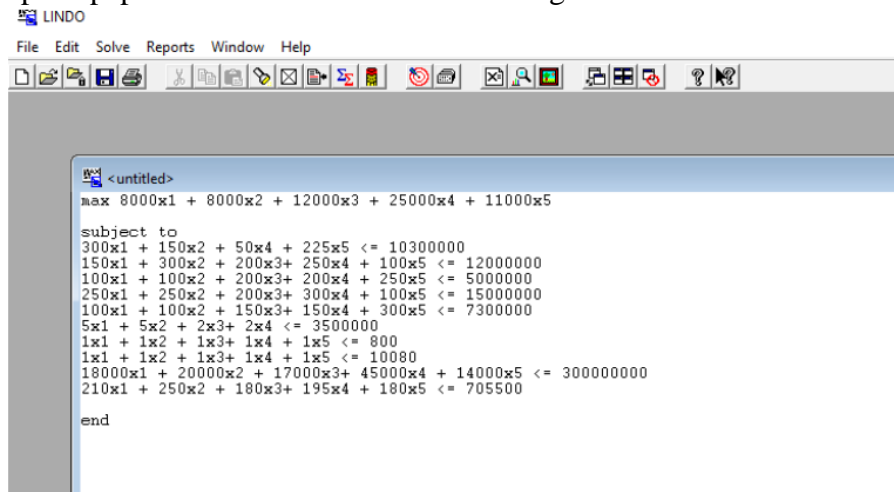 LINDO
File Edit Solve Reports Window Help
<untitled>
max 8000x1 + 8000x2 + 12000x3 + 25000x4 + 11000x5
subject to
300x1 + 150x2 + 50x4 + 225x5 <= 10300000
150x1 + 300x2 + 200x3+ 250x4 + 100x5 <= 12000000
100x1 + 100x2 + 200x3+ 200x4 + 250x5 <= 5000000
250x1 + 250x2 + 200x3+ 300x4 + 100x5 <= 15000000
100x1 + 100x2 + 150x3+ 150x4 + 300x5 <= 7300000
5x1 + 5x2 + 2x3+ 2x4 <= 3500000
1x1 + 1x2 + 1x3+ 1x4 + 1x5 <= 800
1x1 + 1x2 + 1x3+ 1x4 + 1x5 <= 10080
18000x1 + 20000x2 + 17000x3+ 45000x4 + 14000x5 <= 300000000
210x1 + 250x2 + 180x3+ 195x4 + 180x5 <= 705500
end